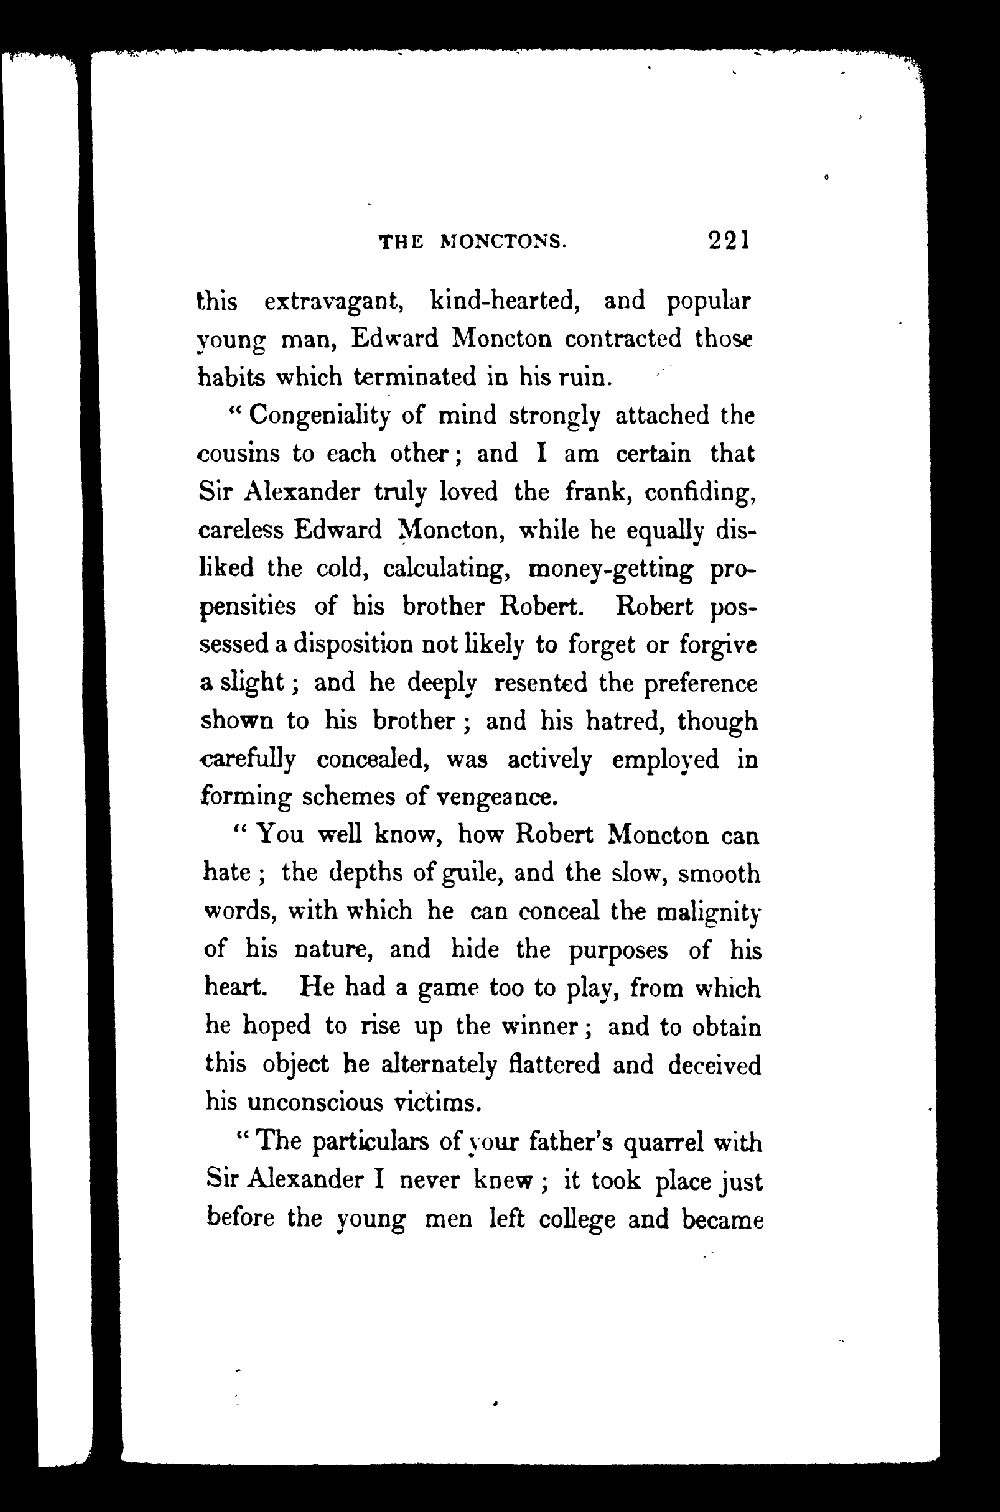 THE MONCTONS. 221
this extravagant, kind-hearted, and popular
young man, Edward Moncton contracted those
habits which terminated in his ruin.
“ Congeniality of mind strongly attached the
cousins to each other ; and I am certain that
Sir Alexander truly loved the frank, confiding,
careless Edward Moncton, while he equally dis-
liked the cold, calculating, money-getting pro-
pensities of his brother Robert. Robert pos-
sessed a disposition not likely to forget or forgive
a slight ; and he deeply resented the preference
shown to his brother ; and his hatred, though
carefully concealed, was actively employed in
forming schemes of vengeance.
“ You well know, how Robert Moncton can
hate ; the depths of guile, and the slow, smooth
words, with which he can conceal the malignity
of his nature, and hide the purposes of his
heart. He had a game too to play, from which
he hoped to rise up the winner ; and to obtain
this object he alternately flattered and deceived
his unconscious victims.
“ The particulars of your father’s quarrel with
Sir Alexander I never knew ; it took place just
before the young men left college and became